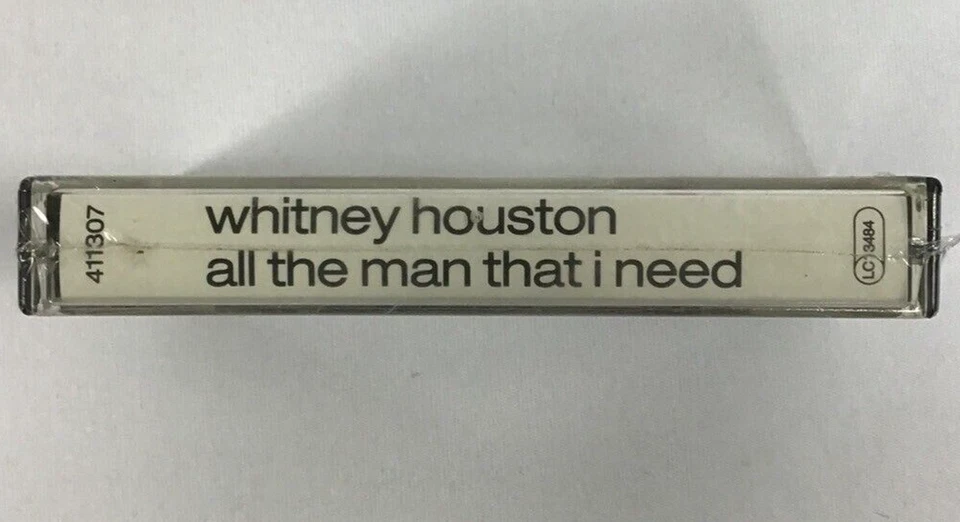 411307
whitney houston
all the man that i need
LC 3484